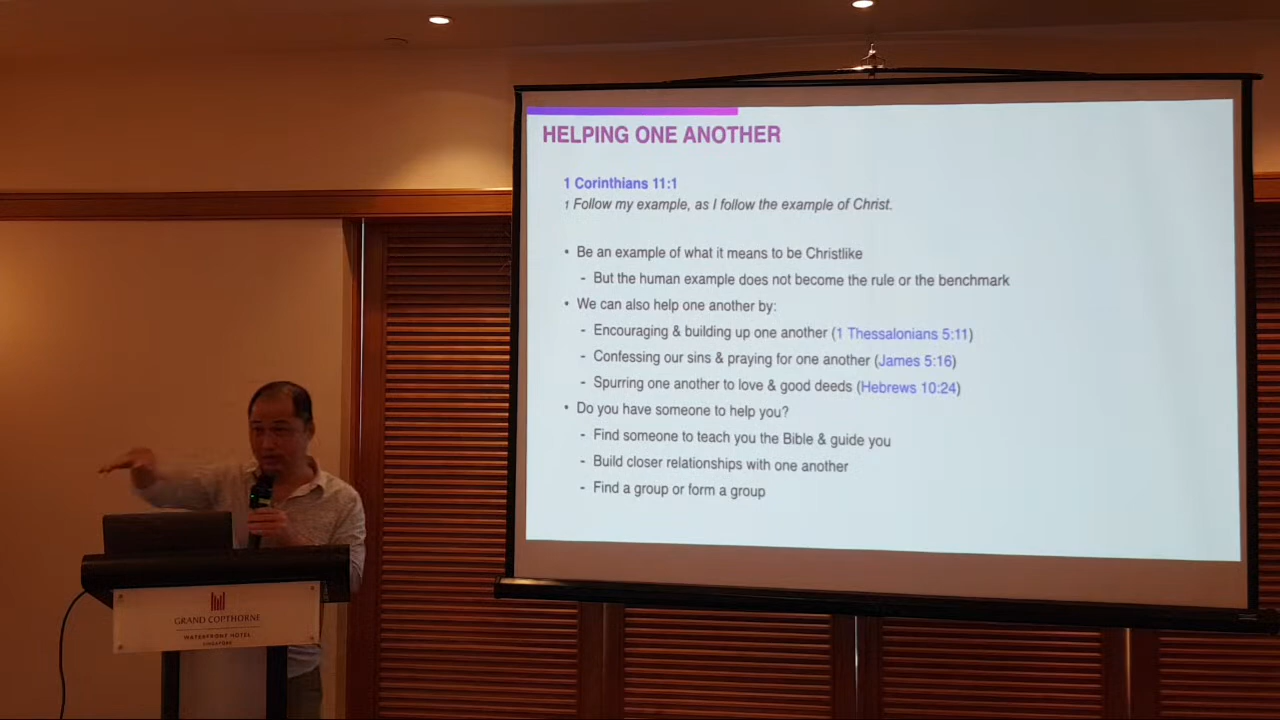 HELPING ONE ANOTHER
1 Corinthians 11:1
1 Follow my example, as I follow the example of Christ.
• Be an example of what it means to be Christlike
- But the human example does not become the rule or the benchmark
• We can also help one another by:
- Encouraging & building up one another (1 Thessalonians 5:11)
- Confessing our sins & praying for one another (James 5:16)
- Spurring one another to love & good deeds (Hebrews 10:24)
• Do you have someone to help you?
- Find someone to teach you the Bible & guide you
- Build closer relationships with one another
- Find a group or form a group
GRAND COPTHORNE
WATERFRONT HOTEL
SINGAPORE